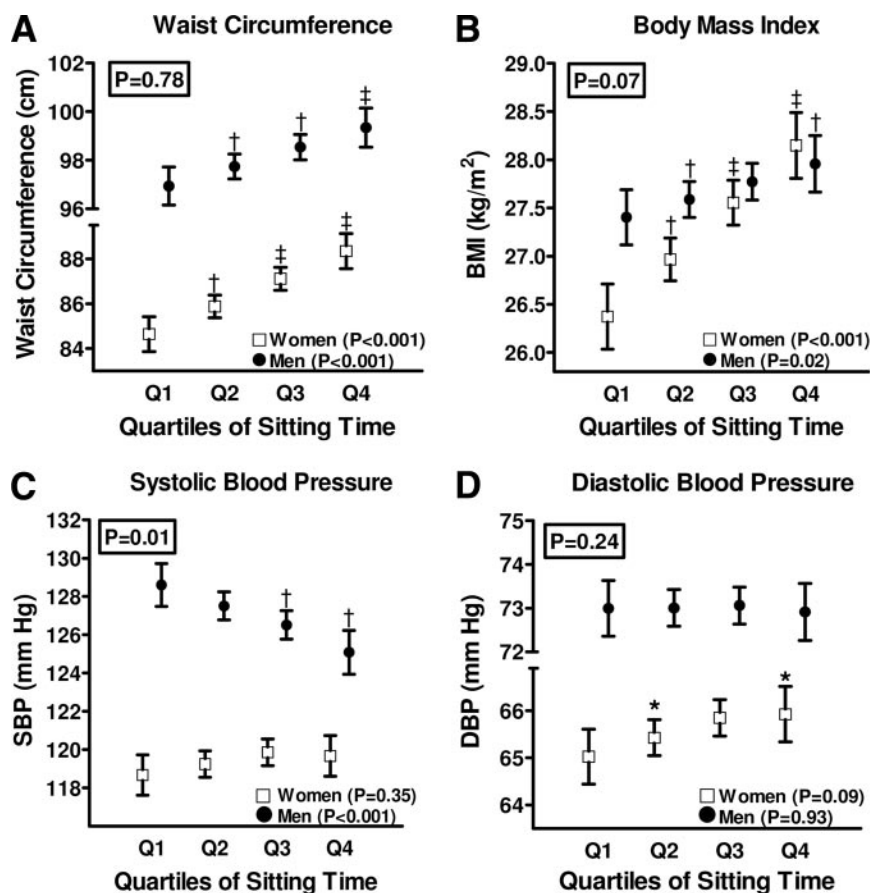 A
Waist Circumference
P=0.78
Waist Circumference (cm)
102
100
98
96
88
86
84
†
†
‡
†
‡
‡
Women (P<0.001)
Men (P<0.001)
Q1 Q2 Q3 Q4
Quartiles of Sitting Time
B
Body Mass Index
P=0.07
BMI (kg/m²)
29.0
28.5
28.0
27.5
27.0
26.5
26.0
†
†
‡
‡
†
Women (P<0.001)
Men (P=0.02)
Q1 Q2 Q3 Q4
Quartiles of Sitting Time
C
Systolic Blood Pressure
P=0.01
SBP (mm Hg)
132
130
128
126
124
122
120
118
†
†
Women (P=0.35)
Men (P<0.001)
Q1 Q2 Q3 Q4
Quartiles of Sitting Time
D
Diastolic Blood Pressure
P=0.24
DBP (mm Hg)
75
74
73
72
66
65
64
*
*
Women (P=0.09)
Men (P=0.93)
Q1 Q2 Q3 Q4
Quartiles of Sitting Time